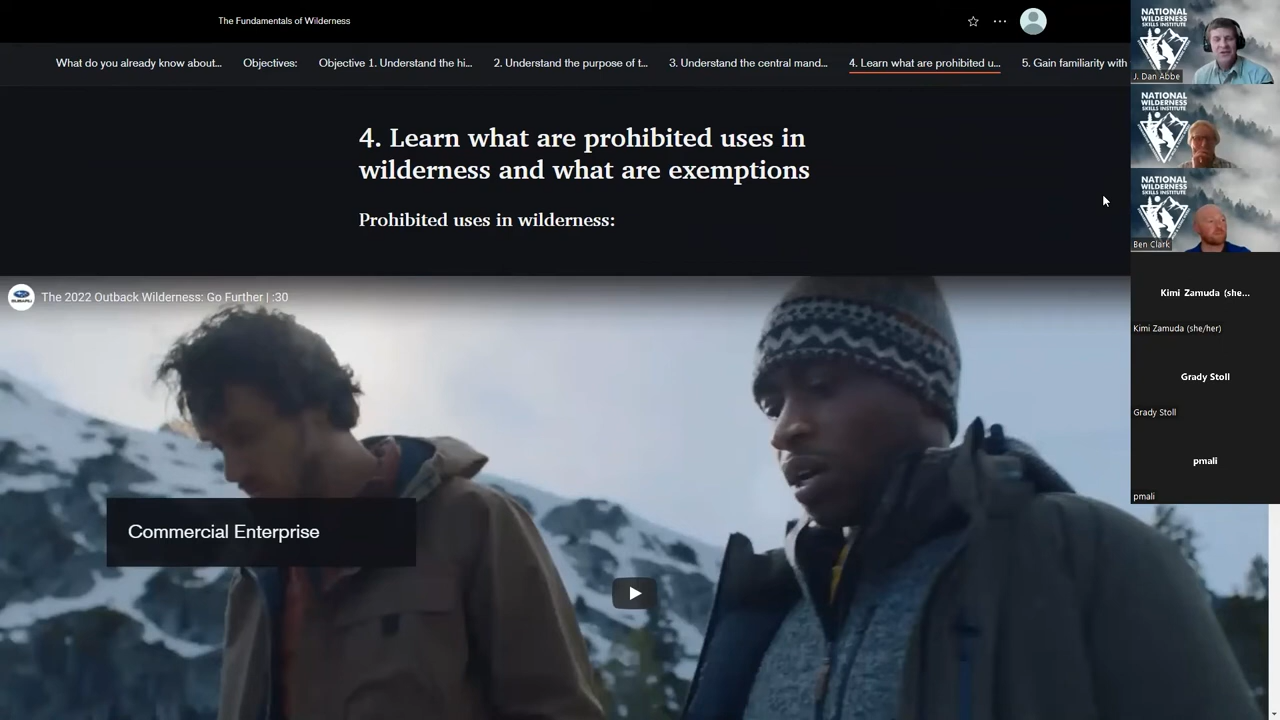 The Fundamentals of Wilderness
What do you already know about...
Objectives:
Objective 1. Understand the hi...
2. Understand the purpose of t...
3. Understand the central mand...
4. Learn what are prohibited u...
5. Gain familiarity with
4. Learn what are prohibited uses in
wilderness and what are exemptions
Prohibited uses in wilderness:
SUBARU
The 2022 Outback Wilderness: Go Further | :30
Commercial Enterprise
NATIONAL
WILDERNESS
SKILLS INSTITUTE
J. Dan Abbe
NATIONAL
WILDERNESS
SKILLS INSTITUTE
NATIONAL
WILDERNESS
SKILLS INSTITUTE
Ben Clark
Kimi Zamuda (she...
Kimi Zamuda (she/her)
Grady Stoll
Grady Stoll
pmali
pmali